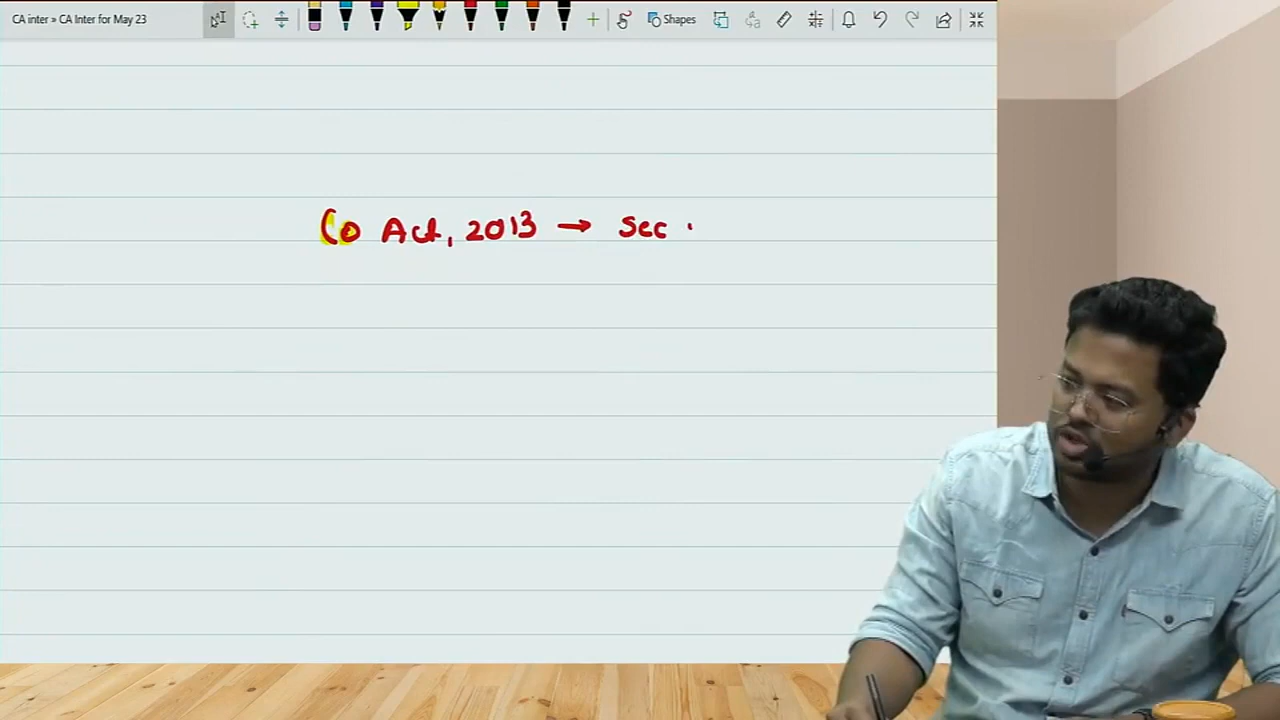 CA inter » CA Inter for May 23
Shapes
Co Act, 2013 → Sec .